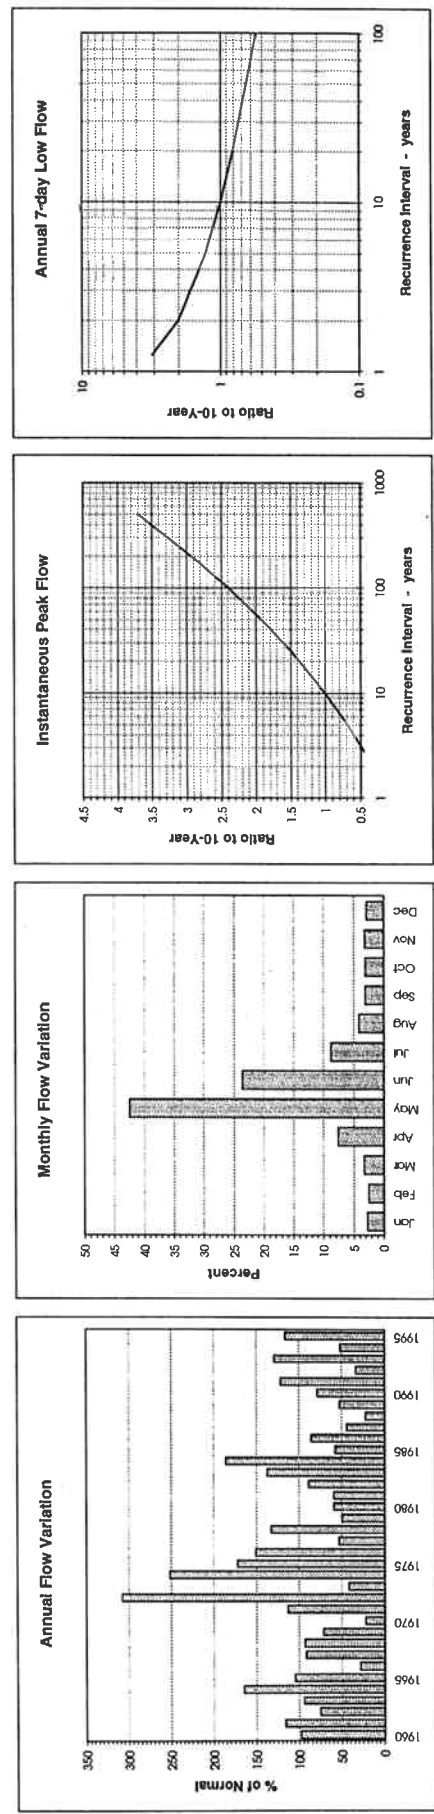 Annual Flow Variation
% of Normal
350
300
250
200
150
100
50
0
1960 1965 1970 1975 1980 1985 1990 1995
Monthly Flow Variation
Percent
50
45
40
35
30
25
20
15
10
5
0
Jan Feb Mar Apr May Jun Jul Aug Sep Oct Nov Dec
Instantaneous Peak Flow
Ratio to 10-Year
4.5
4
3.5
3
2.5
2
1.5
1
0.5
1 10 100 1000
Recurrence Interval - years
Annual 7-day Low Flow
Ratio to 10-Year
10
1
0.1
1 10 100
Recurrence Interval - years